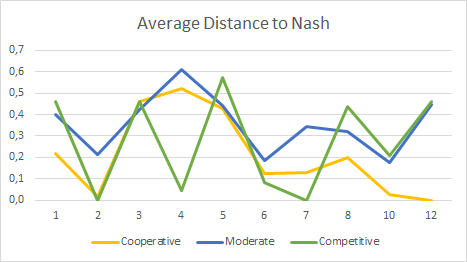 Average Distance to Nash
0,7
0,6
0,5
0,4
0,3
0,2
0,1
0,0
1 2 3 4 5 6 7 8 10 12
Cooperative Moderate Competitive